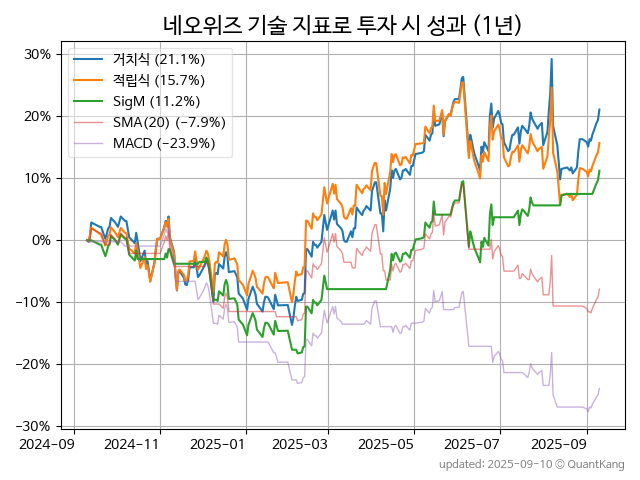 네오위즈 기술 지표로 투자 시 성과 (1년)
30%
20%
10%
0%
−10%
−20%
−30%
거치식 (21.1%)
적립식 (15.7%)
SigM (11.2%)
SMA(20) (−7.9%)
MACD (−23.9%)
2024-09
2024-11
2025-01
2025-03
2025-05
2025-07
2025-09
updated: 2025-09-10 © QuantKang